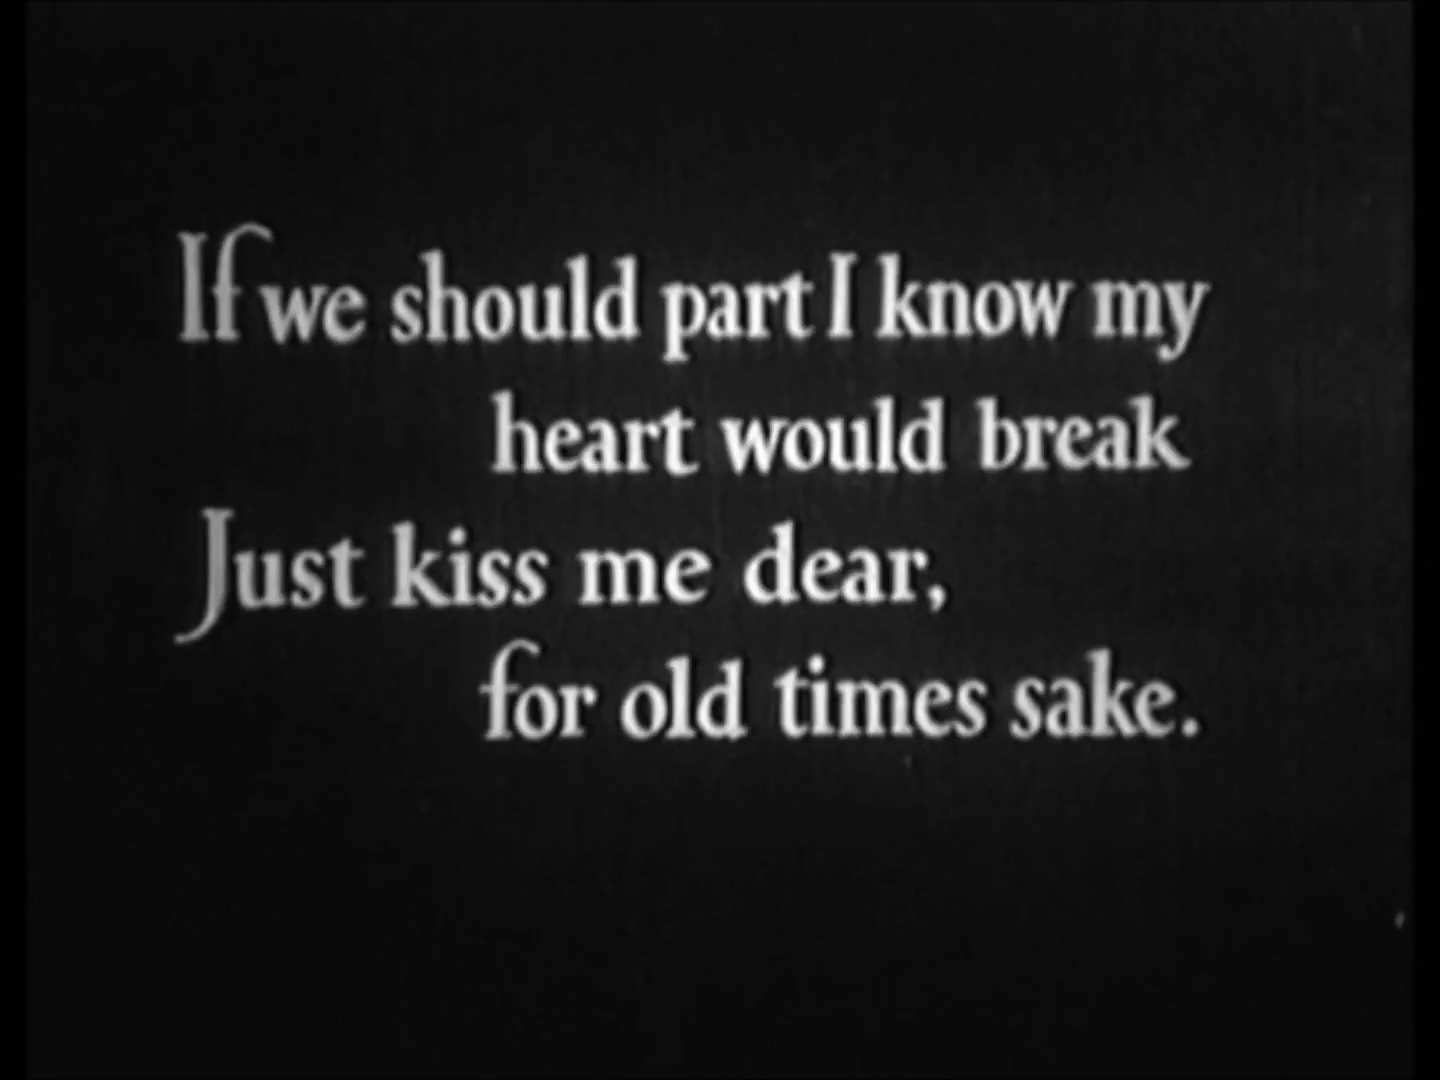 If we should part I know my
heart would break
Just kiss me dear,
for old times sake.